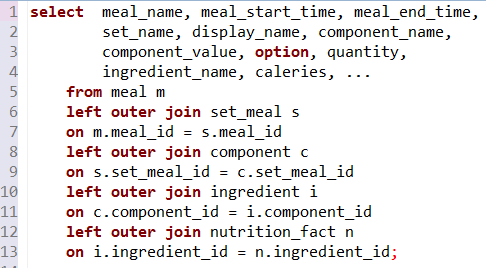 1 select  meal_name, meal_start_time, meal_end_time,
2         set_name, display_name, component_name,
3         component_value, option, quantity,
4         ingredient_name, caleries, ...
5    from meal m
6    left outer join set_meal s
7    on m.meal_id = s.meal_id
8    left outer join component c
9    on s.set_meal_id = c.set_meal_id
10    left outer join ingredient i
11    on c.component_id = i.component_id
12    left outer join nutrition_fact n
13    on i.ingredient_id = n.ingredient_id;